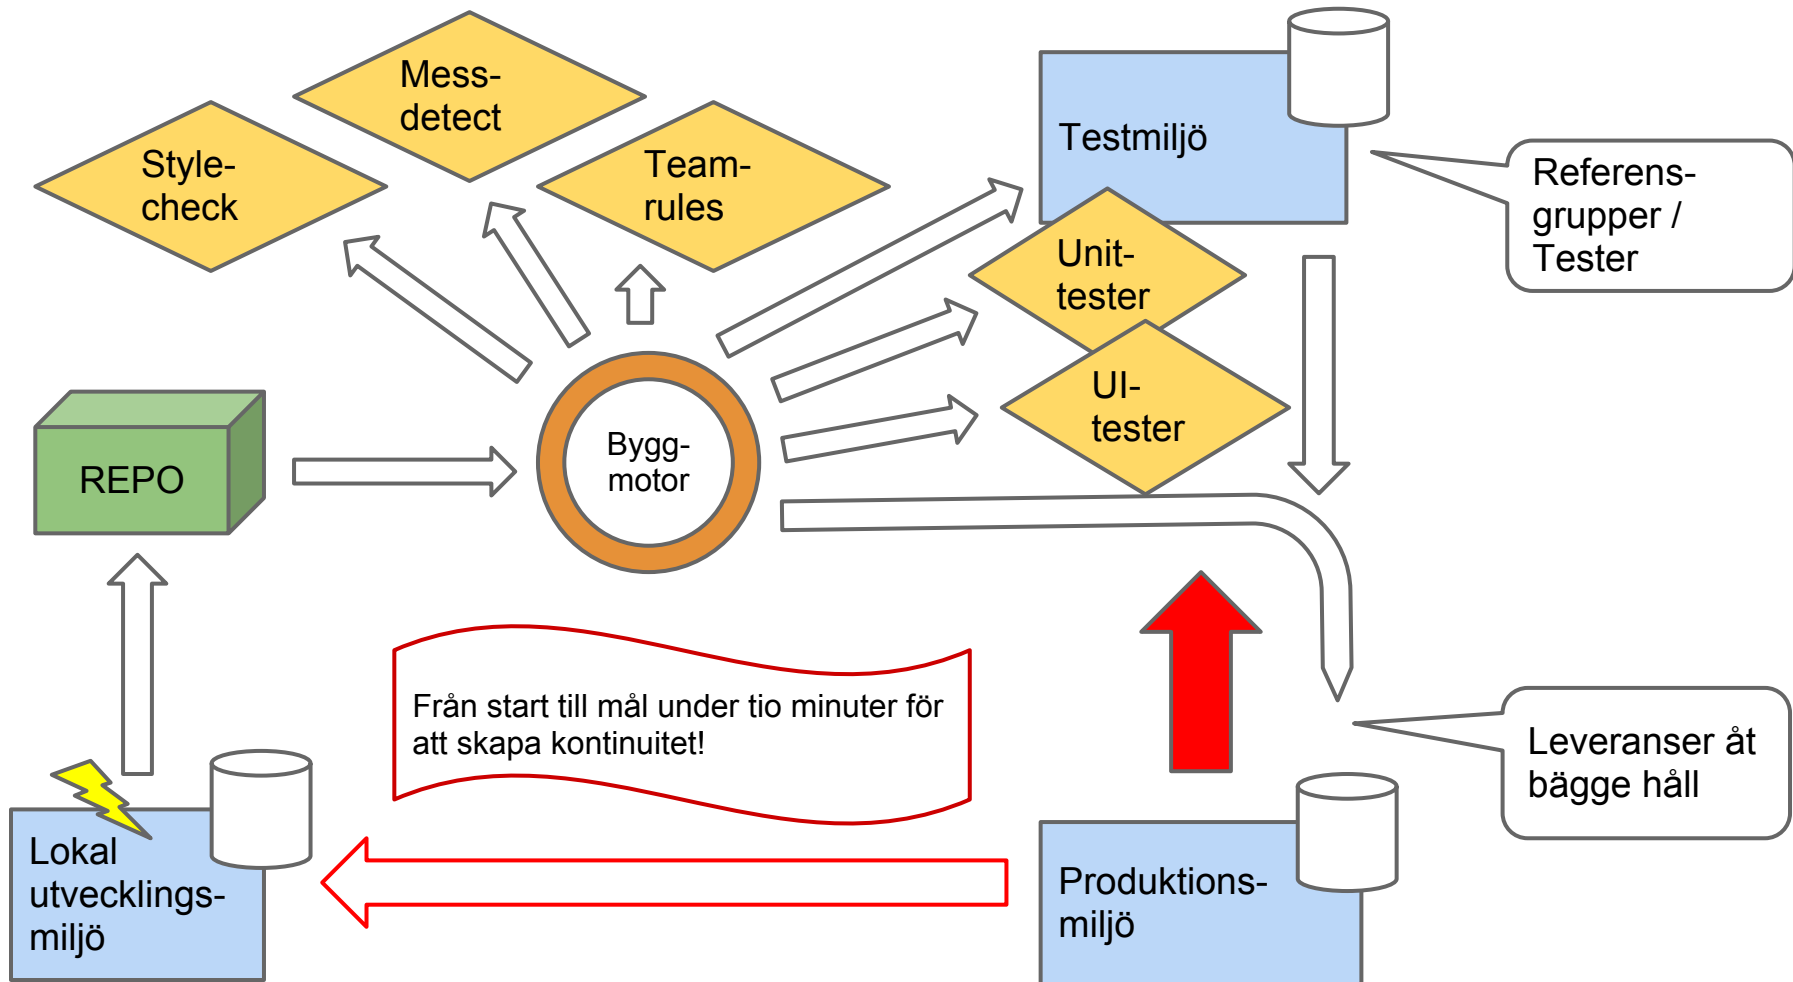 Mess-
detect
Style-
check
Team-
rules
Testmiljö
Referens-
grupper /
Tester
Unit-
tester
UI-
tester
Bygg-
motor
REPO
Från start till mål under tio minuter för
att skapa kontinuitet!
Leveranser åt
bägge håll
Lokal
utvecklings-
miljö
Produktions-
miljö